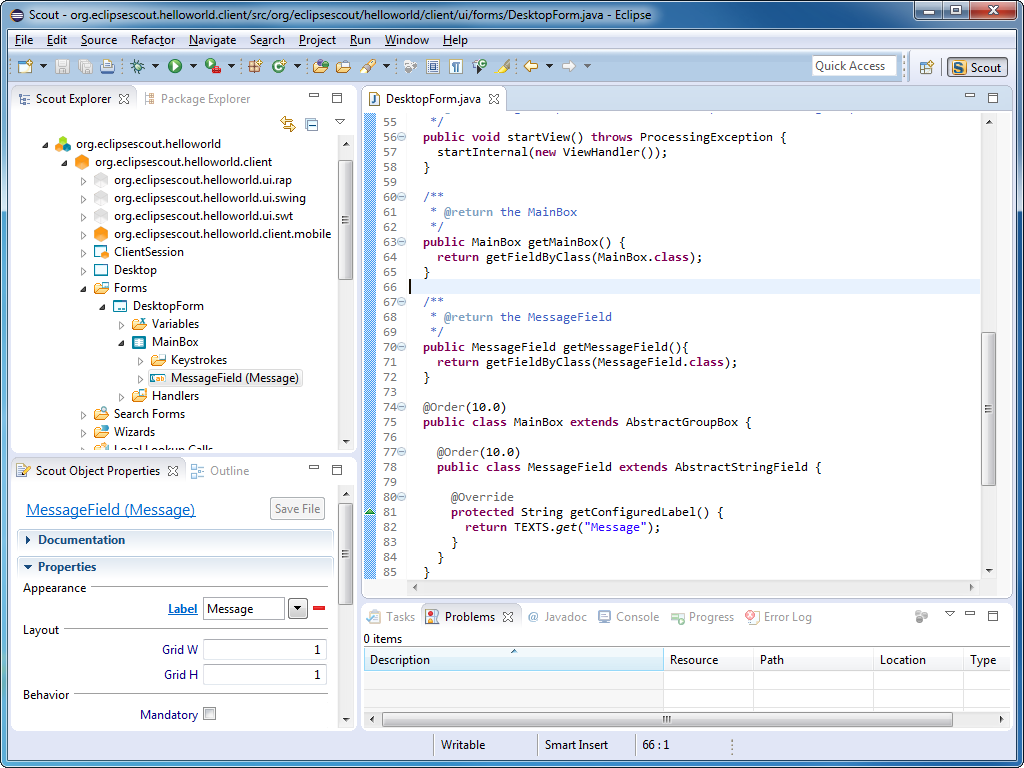 Scout - org.eclipsescout.helloworld.client/src/org/eclipsescout/helloworld/client/ui/forms/DesktopForm.java - Eclipse
File Edit Source Refactor Navigate Search Project Run Window Help
Quick Access
Scout
Scout Explorer Package Explorer
org.eclipsescout.helloworld
org.eclipsescout.helloworld.client
org.eclipsescout.helloworld.ui.rap
org.eclipsescout.helloworld.ui.swing
org.eclipsescout.helloworld.ui.swt
org.eclipsescout.helloworld.client.mobile
ClientSession
Desktop
Forms
DesktopForm
Variables
MainBox
Keystrokes
MessageField (Message)
Handlers
Search Forms
Wizards
Local Lookup Calls
Scout Object Properties Outline
MessageField (Message)
Save File
Documentation
Properties
Appearance
Label Message
Layout
Grid W 1
Grid H 1
Behavior
Mandatory
DesktopForm.java
55 */
56 public void startView() throws ProcessingException {
57 startInternal(new ViewHandler());
58 }
59
60 /**
61 * @return the MainBox
62 */
63 public MainBox getMainBox() {
64 return getFieldByClass(MainBox.class);
65 }
66
67 /**
68 * @return the MessageField
69 */
70 public MessageField getMessageField(){
71 return getFieldByClass(MessageField.class);
72 }
73
74 @Order(10.0)
75 public class MainBox extends AbstractGroupBox {
76
77 @Order(10.0)
78 public class MessageField extends AbstractStringField {
79
80 @Override
81 protected String getConfiguredLabel() {
82 return TEXTS.get("Message");
83 }
84 }
85 }
Tasks Problems Javadoc Console Progress Error Log
0 items
Description Resource Path Location Type
Writable Smart Insert 66 : 1